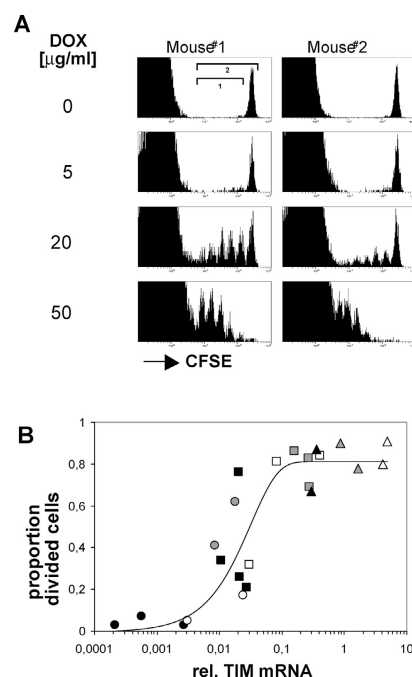 A
DOX
[µg/ml]
Mouse#1
Mouse#2
2
1
0
5
20
50
CFSE
B
proportion
divided cells
1
0,8
0,6
0,4
0,2
0
0,0001
0,001
0,01
0,1
1
10
rel. TIM mRNA